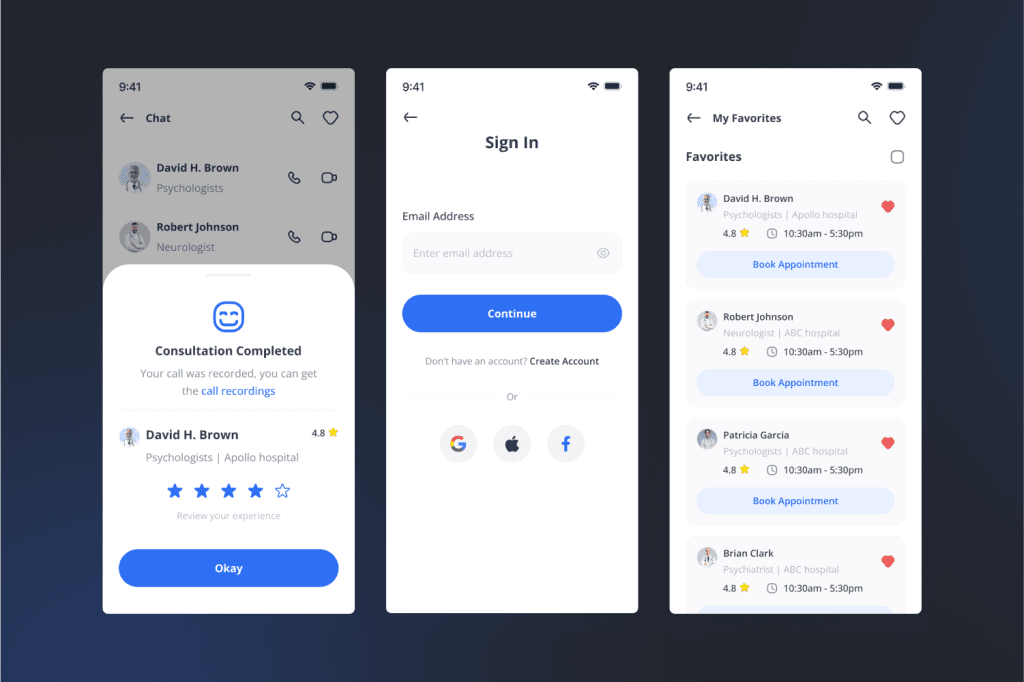 9:41
Chat
David H. Brown
Psychologists
Robert Johnson
Neurologist
Consultation Completed
Your call was recorded, you can get
the call recordings
David H. Brown
4.8
Psychologists | Apollo hospital
Review your experience
Okay
9:41
Sign In
Email Address
Enter email address
Continue
Don't have an account? Create Account
Or
9:41
My Favorites
Favorites
David H. Brown
Psychologists | Apollo hospital
4.8 10:30am - 5:30pm
Book Appointment
Robert Johnson
Neurologist | ABC hospital
4.8 10:30am - 5:30pm
Book Appointment
Patricia Garcia
Psychologists | ABC hospital
4.8 10:30am - 5:30pm
Book Appointment
Brian Clark
Psychiatrist | ABC hospital
4.8 10:30am - 5:30pm